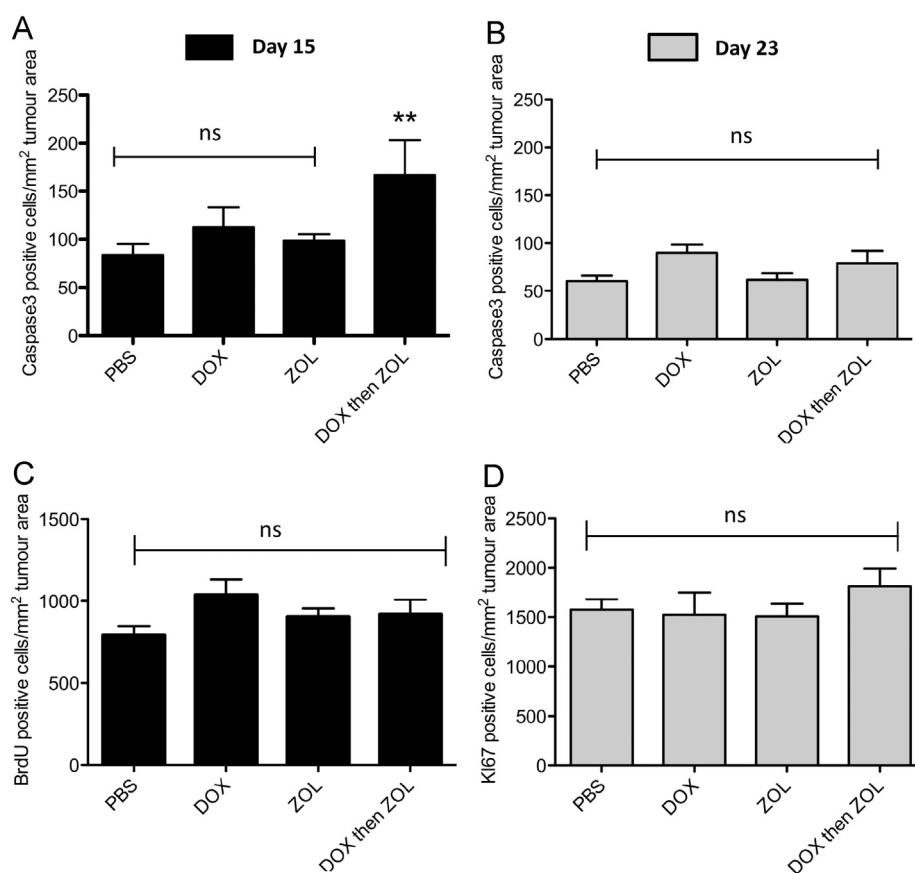 A
Day 15
Caspase3 positive cells/mm² tumour area
250
200
150
100
50
0
ns
**
PBS
DOX
ZOL
DOX then ZOL
B
Day 23
Caspase3 positive cells/mm² tumour area
250
200
150
100
50
0
ns
PBS
DOX
ZOL
DOX then ZOL
C
BrdU positive cells/mm² tumour area
1500
1000
500
0
ns
PBS
DOX
ZOL
DOX then ZOL
D
KI67 positive cells/mm² tumour area
2500
2000
1500
1000
500
0
ns
PBS
DOX
ZOL
DOX then ZOL